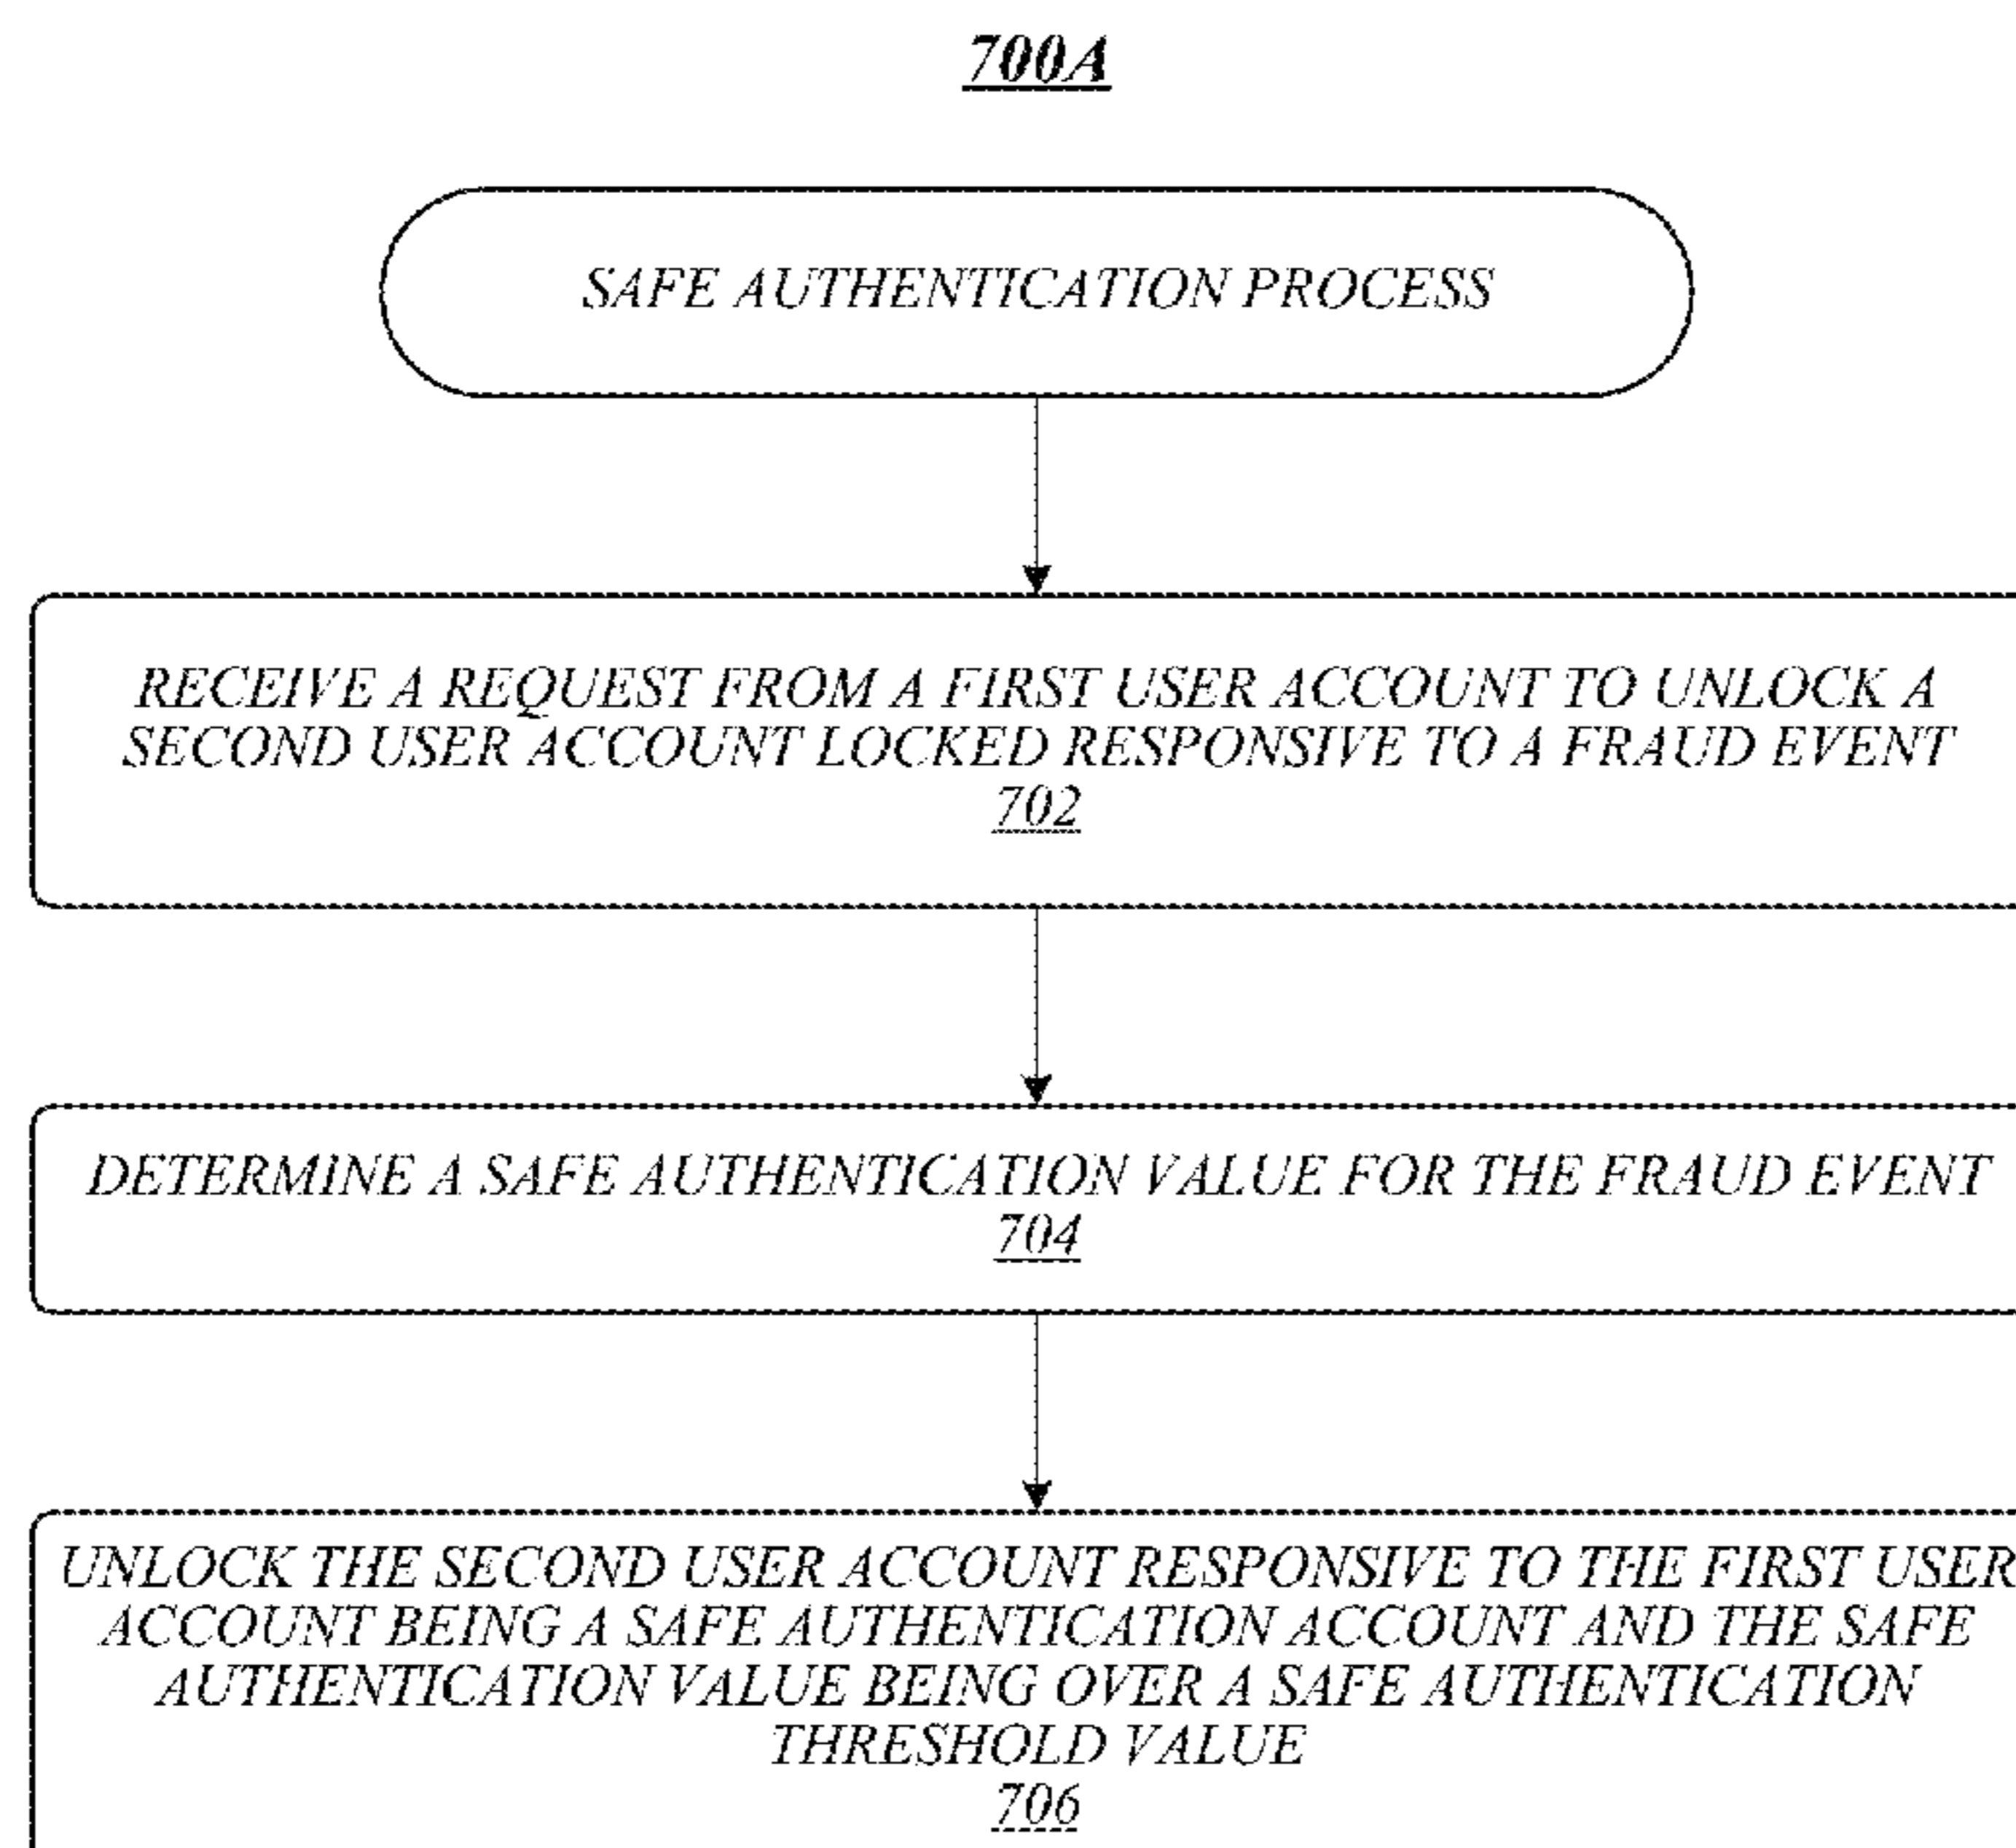 700A
SAFE AUTHENTICATION PROCESS
RECEIVE A REQUEST FROM A FIRST USER ACCOUNT TO UNLOCK A
SECOND USER ACCOUNT LOCKED RESPONSIVE TO A FRAUD EVENT
702
DETERMINE A SAFE AUTHENTICATION VALUE FOR THE FRAUD EVENT
704
UNLOCK THE SECOND USER ACCOUNT RESPONSIVE TO THE FIRST USER
ACCOUNT BEING A SAFE AUTHENTICATION ACCOUNT AND THE SAFE
AUTHENTICATION VALUE BEING OVER A SAFE AUTHENTICATION
THRESHOLD VALUE
706